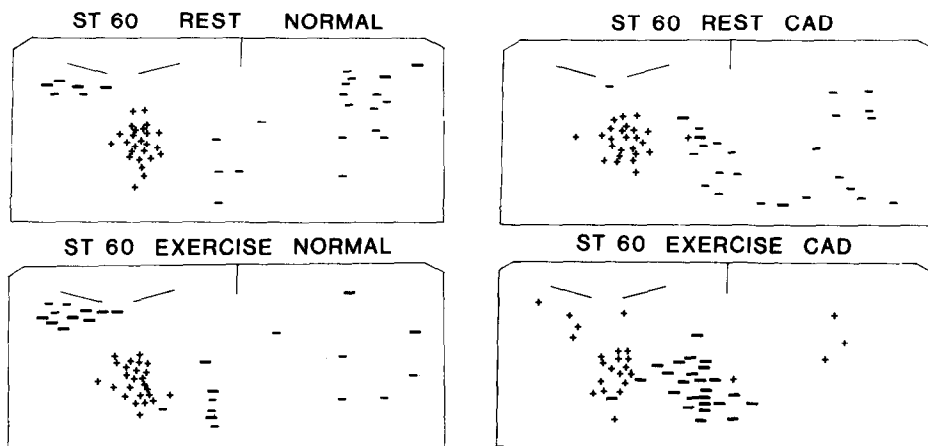 ST 60 REST NORMAL
ST 60 REST CAD
ST 60 EXERCISE NORMAL
ST 60 EXERCISE CAD